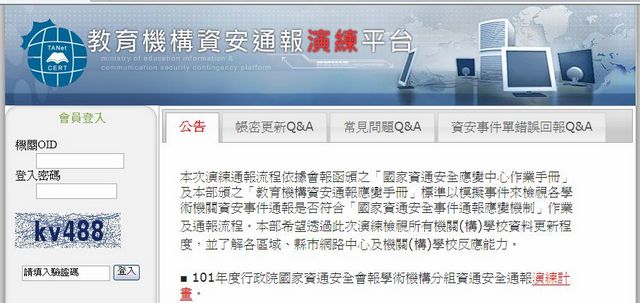 TANet
CERT
教育機構資安通報演練平台
ministry of education information &
communication security contingency platform
會員登入
機關OID
登入密碼
kv488
請填入驗證碼
登入
公告
帳密更新Q&A
常見問題Q&A
資安事件單錯誤回報Q&A
本次演練通報流程依據會報函頒之「國家資通安全應變中心作業手冊」
及本部頒之「教育機構資安通報應變手冊」標準以模擬事件來檢視各學
術機關資安事件通報是否符合「國家資通安全事件通報應變機制」作業
及通報流程。本部希望透過此次演練檢視所有機關(構)學校資料更新程
度，並了解各區域、縣市網路中心及機關(構)學校反應能力。
■ 101年度行政院國家資通安全會報學術機構分組資通安全通報演練計
畫。